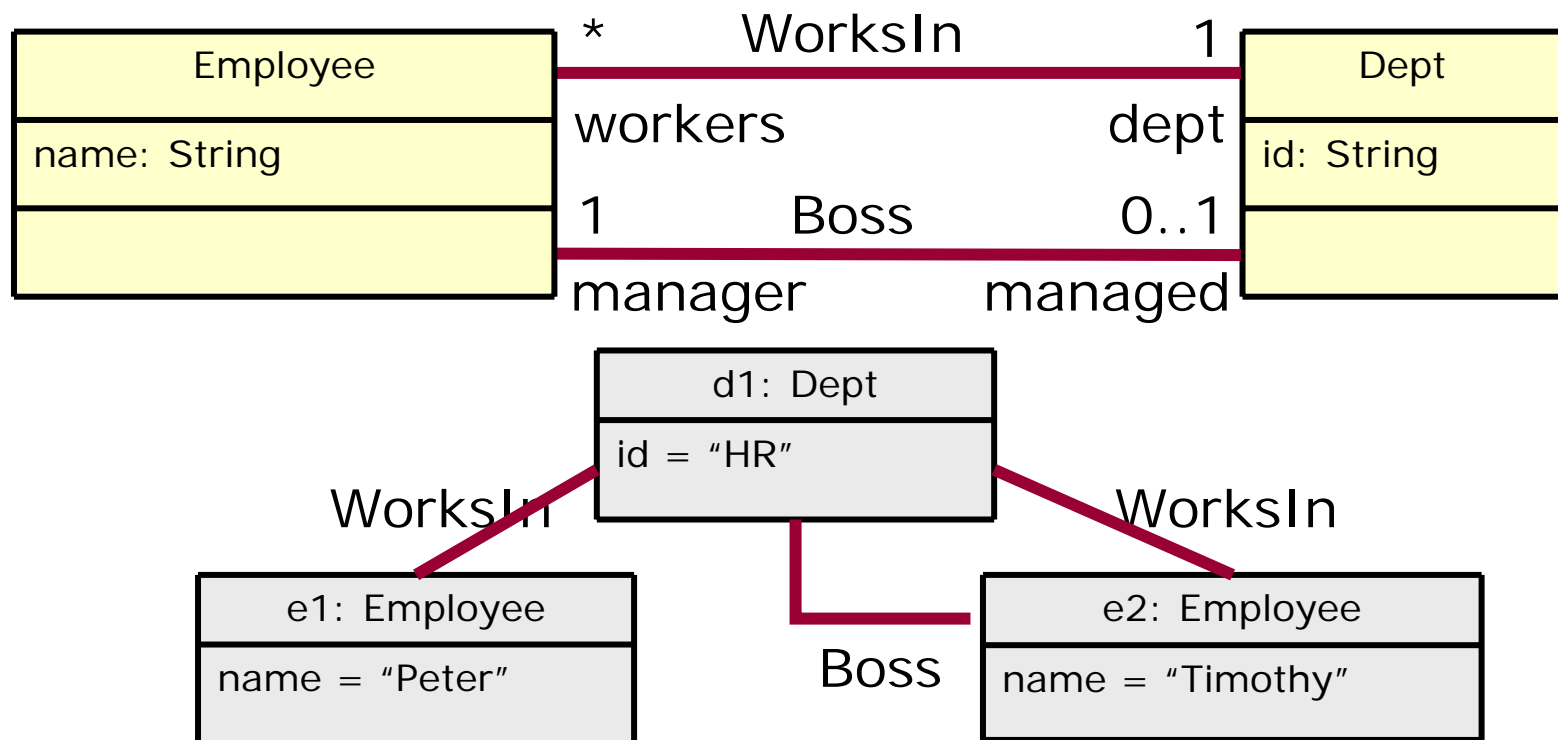 * WorksIn 1
Employee
Dept
workers dept
name: String
id: String
1 Boss 0..1
manager managed
d1: Dept
id = “HR”
WorksIn
WorksIn
e1: Employee
e2: Employee
Boss
name = “Peter”
name = “Timothy”